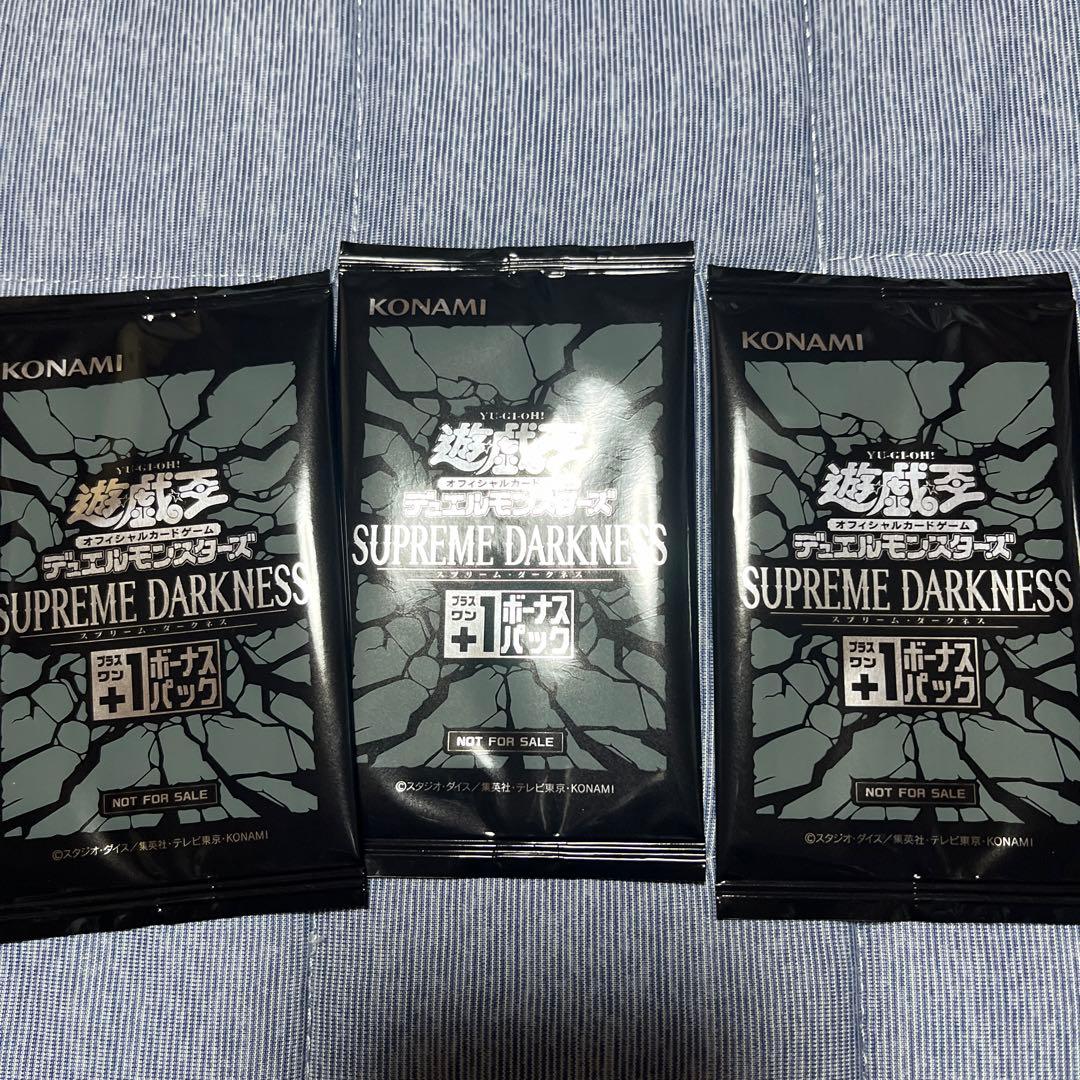 KONAMI
YU-GI-OH!
遊戯王
オフィシャルカードゲーム
デュエルモンスターズ
SUPREME DARKNESS
スプリーム・ダークネス
プラス
ワン
+1
ボーナス
パック
NOT FOR SALE
©スタジオ・ダイス/集英社・テレビ東京・KONAMI
KONAMI
YU-GI-OH!
遊戯王
オフィシャルカード
デュエルモンスターズ
SUPREME DARKNESS
スプリーム・ダークネス
プラス
ワン
+1
ボーナス
パック
NOT FOR SALE
©スタジオ・ダイス/集英社・テレビ東京・KONAMI
KONAMI
YU-GI-OH!
遊戯王
オフィシャルカードゲーム
デュエルモンスターズ
SUPREME DARKNESS
スプリーム・ダークネス
プラス
ワン
+1
ボーナス
パック
NOT FOR SALE
©スタジオ・ダイス/集英社・テレビ東京・KONAMI